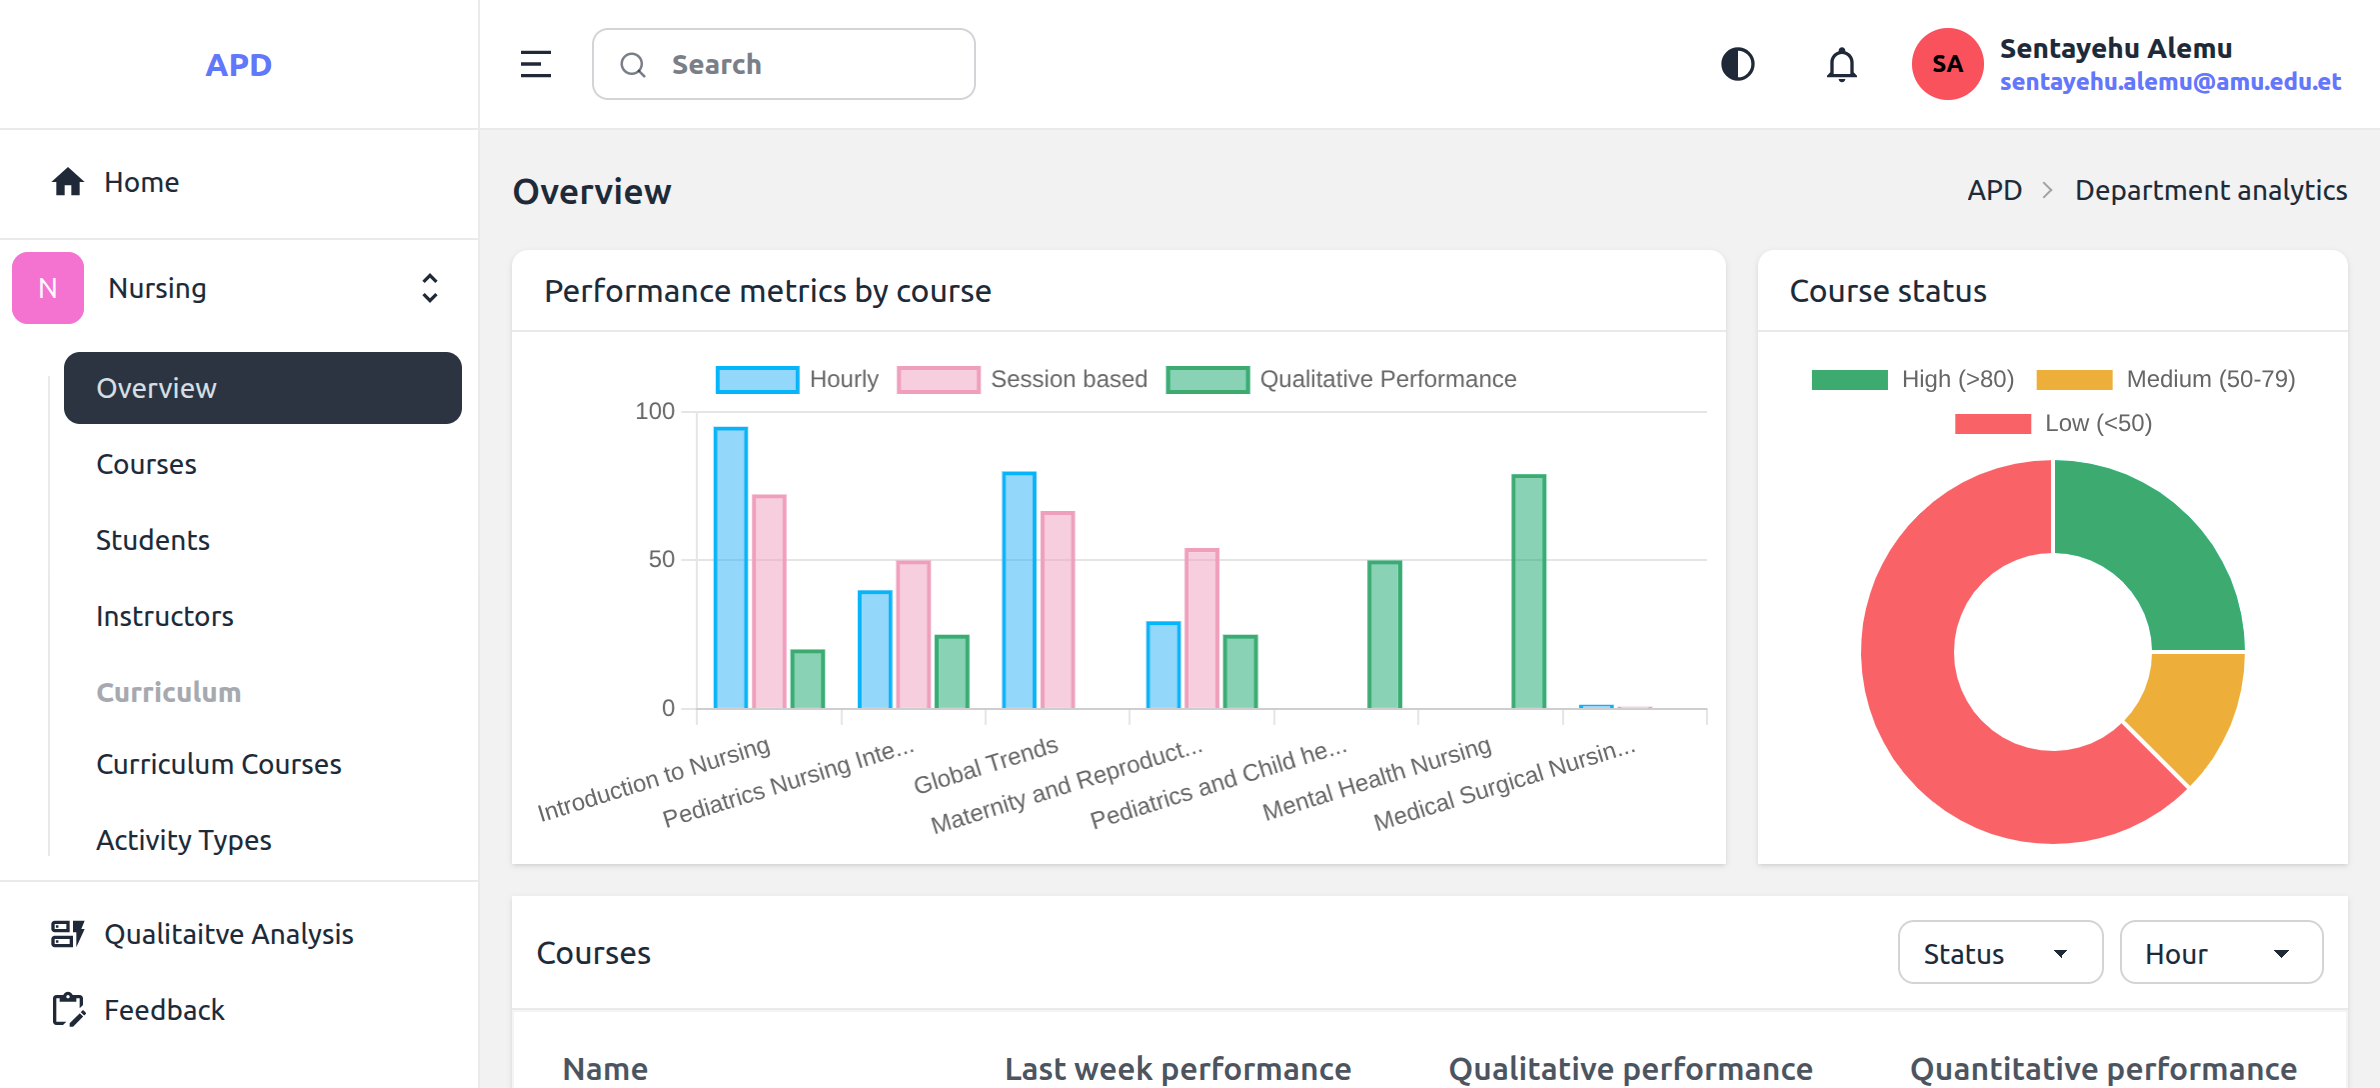 APD
Search
SA
Sentayehu Alemu
sentayehu.alemu@amu.edu.et
Home
N
Nursing
Overview
Courses
Students
Instructors
Curriculum
Curriculum Courses
Activity Types
Qualitaitve Analysis
Feedback
Overview
APD > Department analytics
Performance metrics by course
Hourly Session based Qualitative Performance
100
50
0
Introduction to Nursing
Pediatrics Nursing Inte...
Global Trends
Maternity and Reproduct...
Pediatrics and Child he...
Mental Health Nursing
Medical Surgical Nursin...
Course status
High (>80) Medium (50-79)
Low (<50)
Courses
Status
Hour
Name Last week performance Qualitative performance Quantitative performance